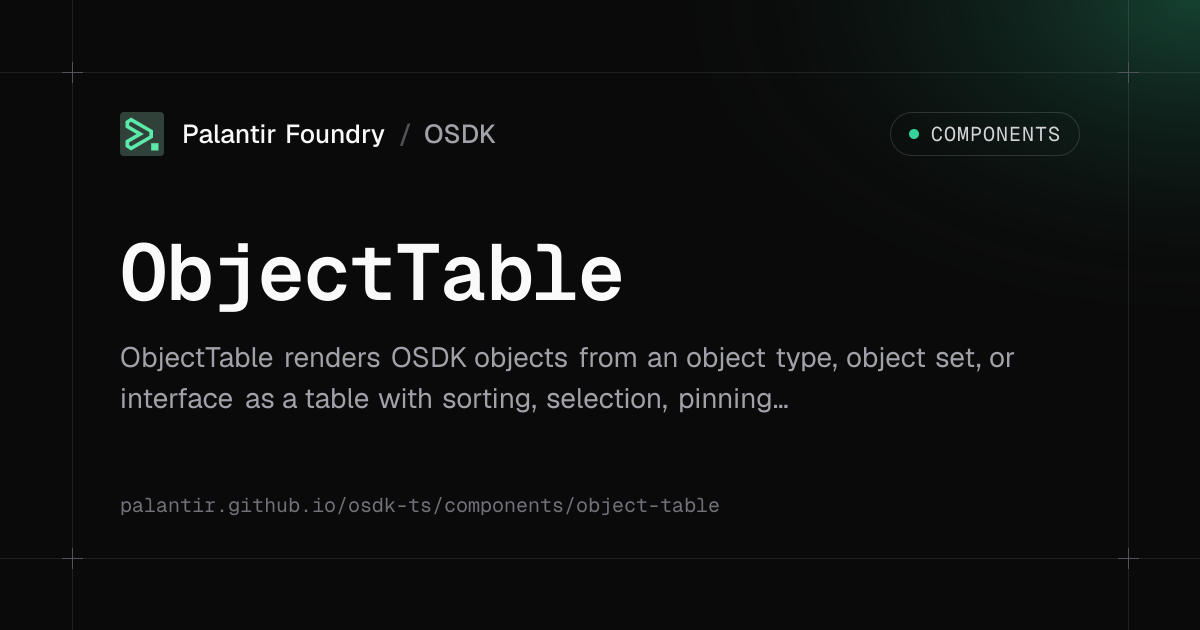 Palantir Foundry / OSDK
COMPONENTS
ObjectTable
ObjectTable renders OSDK objects from an object type, object set, or
interface as a table with sorting, selection, pinning…
palantir.github.io/osdk-ts/components/object-table